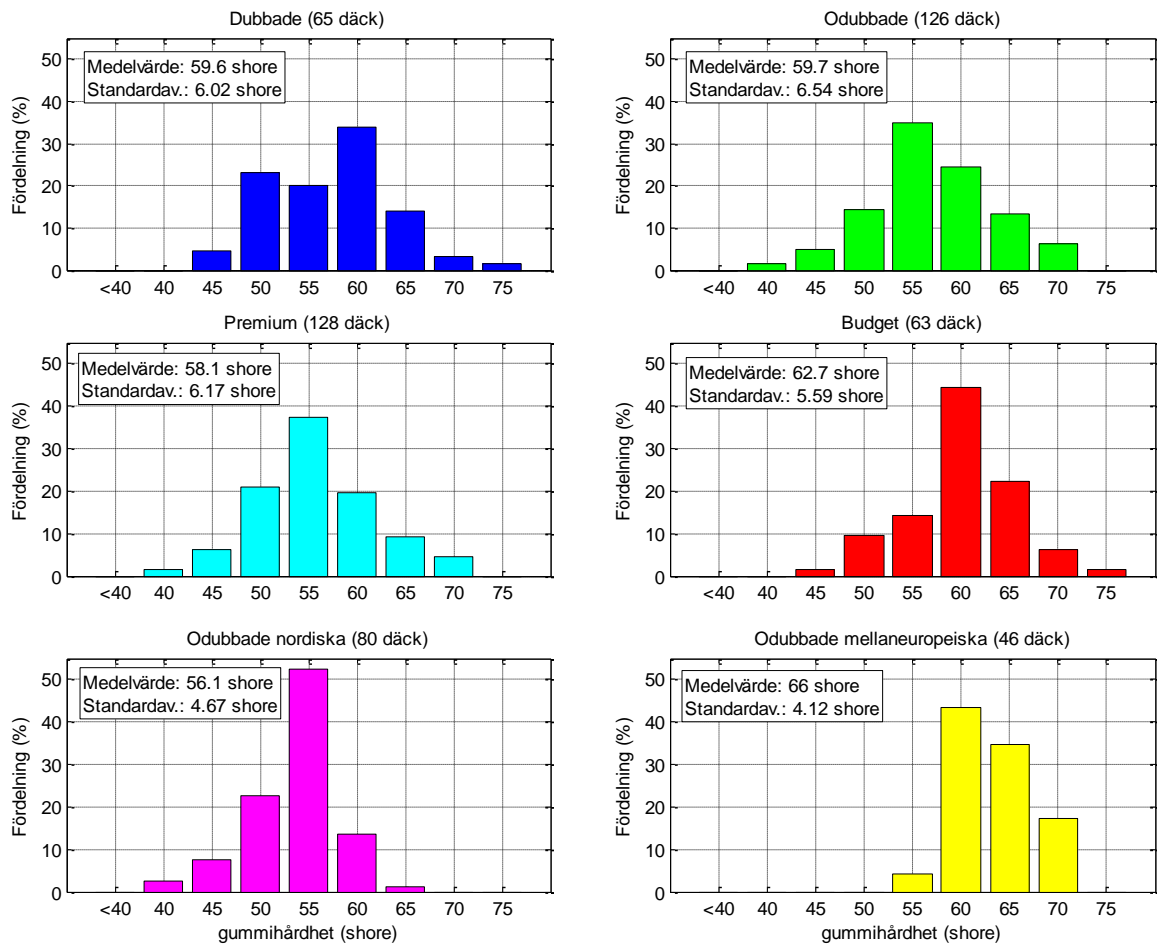 Dubbade (65 däck)
Medelvärde: 59.6 shore
Standardav.: 6.02 shore
Fördelning (%)
50
40
30
20
10
0
<40 40 45 50 55 60 65 70 75
Odubbade (126 däck)
Medelvärde: 59.7 shore
Standardav.: 6.54 shore
Fördelning (%)
50
40
30
20
10
0
<40 40 45 50 55 60 65 70 75
Premium (128 däck)
Medelvärde: 58.1 shore
Standardav.: 6.17 shore
Fördelning (%)
50
40
30
20
10
0
<40 40 45 50 55 60 65 70 75
Budget (63 däck)
Medelvärde: 62.7 shore
Standardav.: 5.59 shore
Fördelning (%)
50
40
30
20
10
0
<40 40 45 50 55 60 65 70 75
Odubbade nordiska (80 däck)
Medelvärde: 56.1 shore
Standardav.: 4.67 shore
Fördelning (%)
50
40
30
20
10
0
<40 40 45 50 55 60 65 70 75
gummihårdhet (shore)
Odubbade mellaneuropeiska (46 däck)
Medelvärde: 66 shore
Standardav.: 4.12 shore
Fördelning (%)
50
40
30
20
10
0
<40 40 45 50 55 60 65 70 75
gummihårdhet (shore)